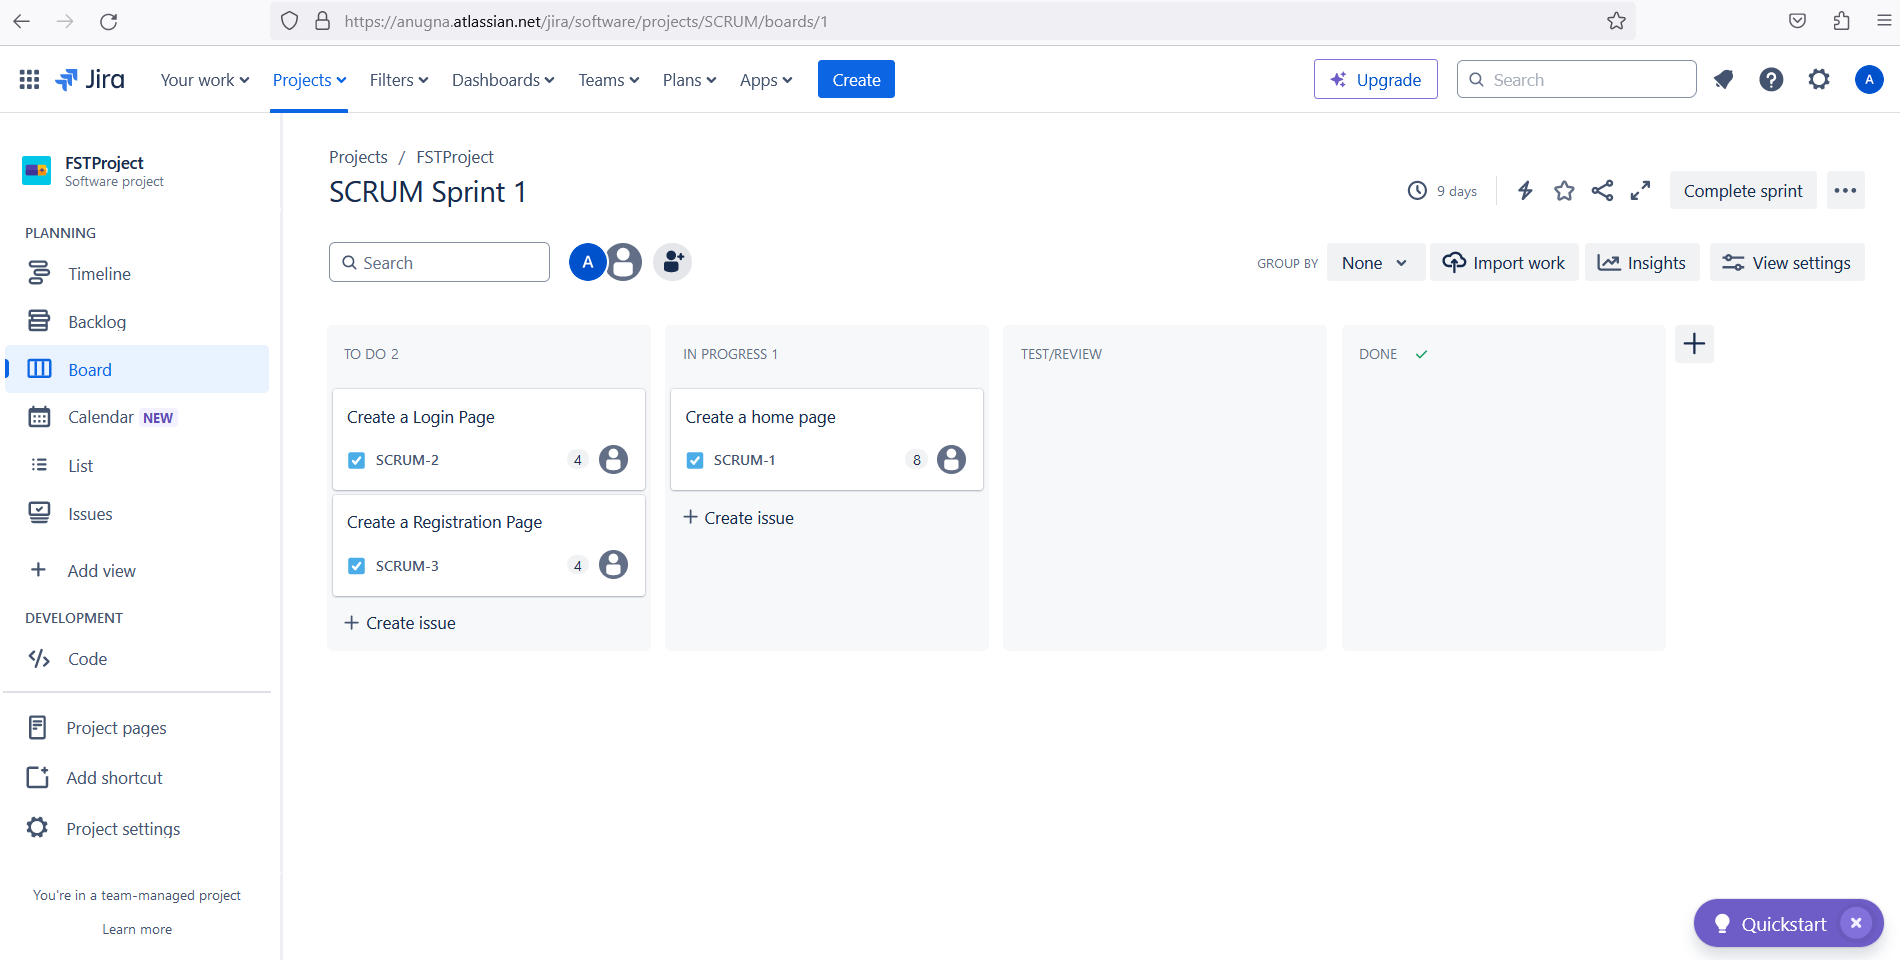 https://anugna.atlassian.net/jira/software/projects/SCRUM/boards/1
Jira
Your work
Projects
Filters
Dashboards
Teams
Plans
Apps
Create
Upgrade
Search
A
FSTProject
Software project
PLANNING
Timeline
Backlog
Board
Calendar NEW
List
Issues
Add view
DEVELOPMENT
Code
Project pages
Add shortcut
Project settings
You're in a team-managed project
Learn more
Projects / FSTProject
SCRUM Sprint 1
9 days
Complete sprint
Search
A
GROUP BY
None
Import work
Insights
View settings
TO DO 2
Create a Login Page
SCRUM-2
4
Create a Registration Page
SCRUM-3
4
+ Create issue
IN PROGRESS 1
Create a home page
SCRUM-1
8
+ Create issue
TEST/REVIEW
DONE
Quickstart